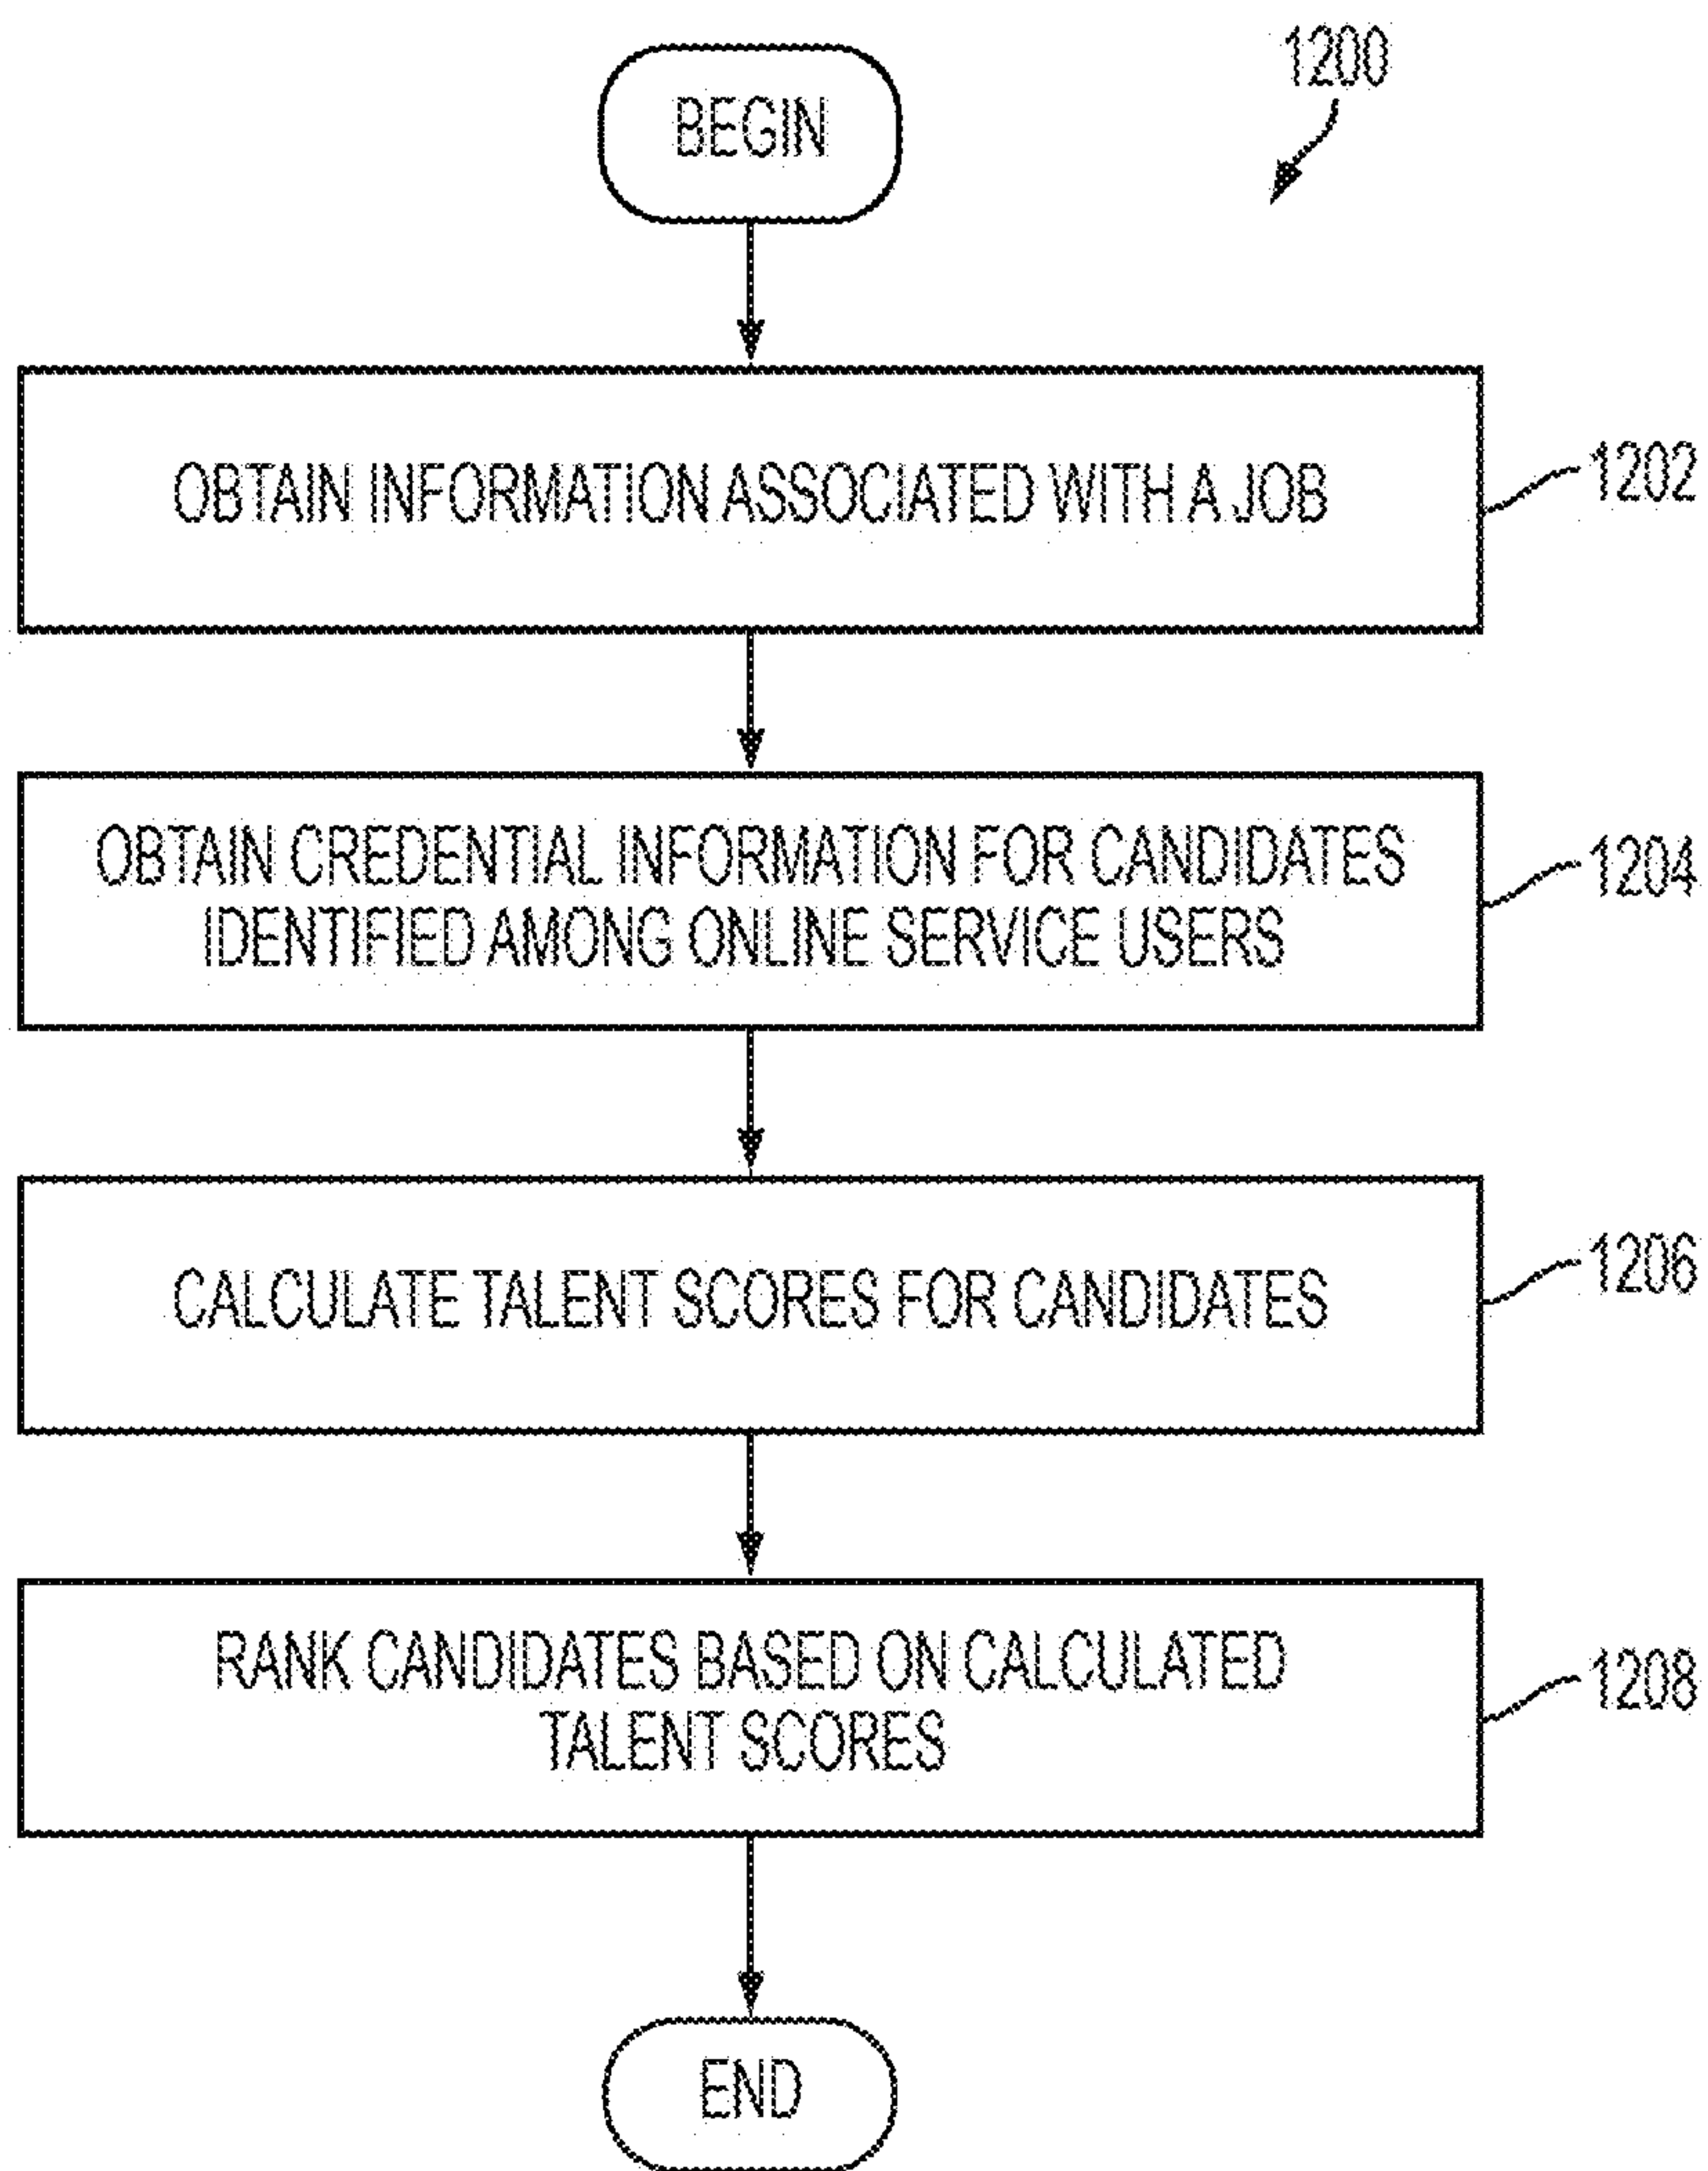 1200
BEGIN
OBTAIN INFORMATION ASSOCIATED WITH A JOB
1202
OBTAIN CREDENTIAL INFORMATION FOR CANDIDATES
IDENTIFIED AMONG ONLINE SERVICE USERS
1204
CALCULATE TALENT SCORES FOR CANDIDATES
1206
RANK CANDIDATES BASED ON CALCULATED
TALENT SCORES
1208
END